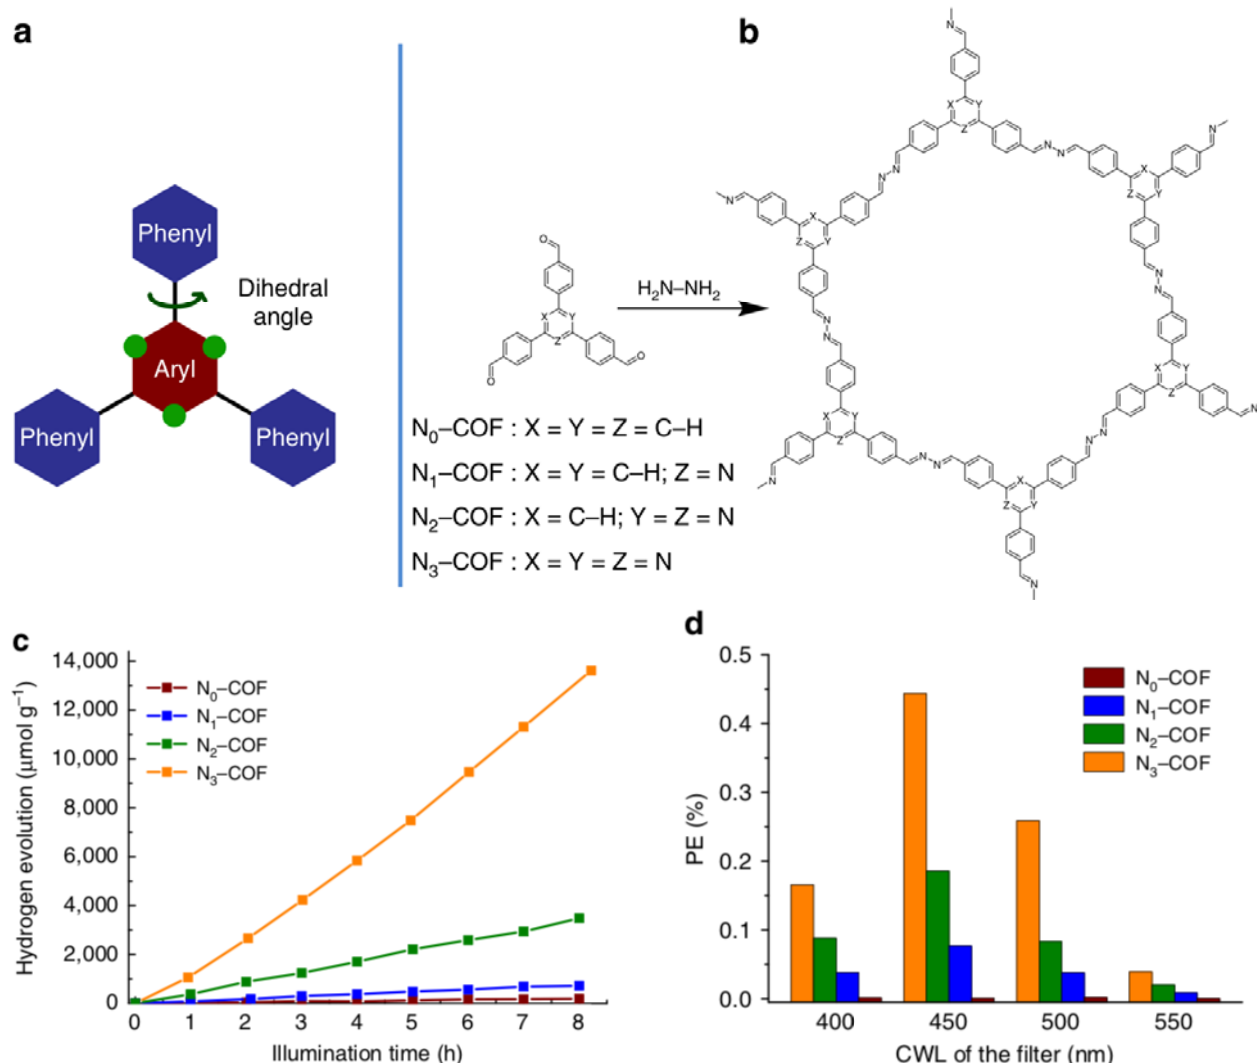 a
Phenyl
Dihedral
angle
Aryl
Phenyl
Phenyl
H₂N–NH₂
N₀–COF : X = Y = Z = C–H
N₁–COF : X = Y = C–H; Z = N
N₂–COF : X = C–H; Y = Z = N
N₃–COF : X = Y = Z = N
b
c
Hydrogen evolution (μmol g⁻¹)
14,000
12,000
10,000
8,000
6,000
4,000
2,000
0
N₀–COF
N₁–COF
N₂–COF
N₃–COF
0 1 2 3 4 5 6 7 8
Illumination time (h)
d
PE (%)
0.5
0.4
0.3
0.2
0.1
0.0
N₀–COF
N₁–COF
N₂–COF
N₃–COF
400 450 500 550
CWL of the filter (nm)